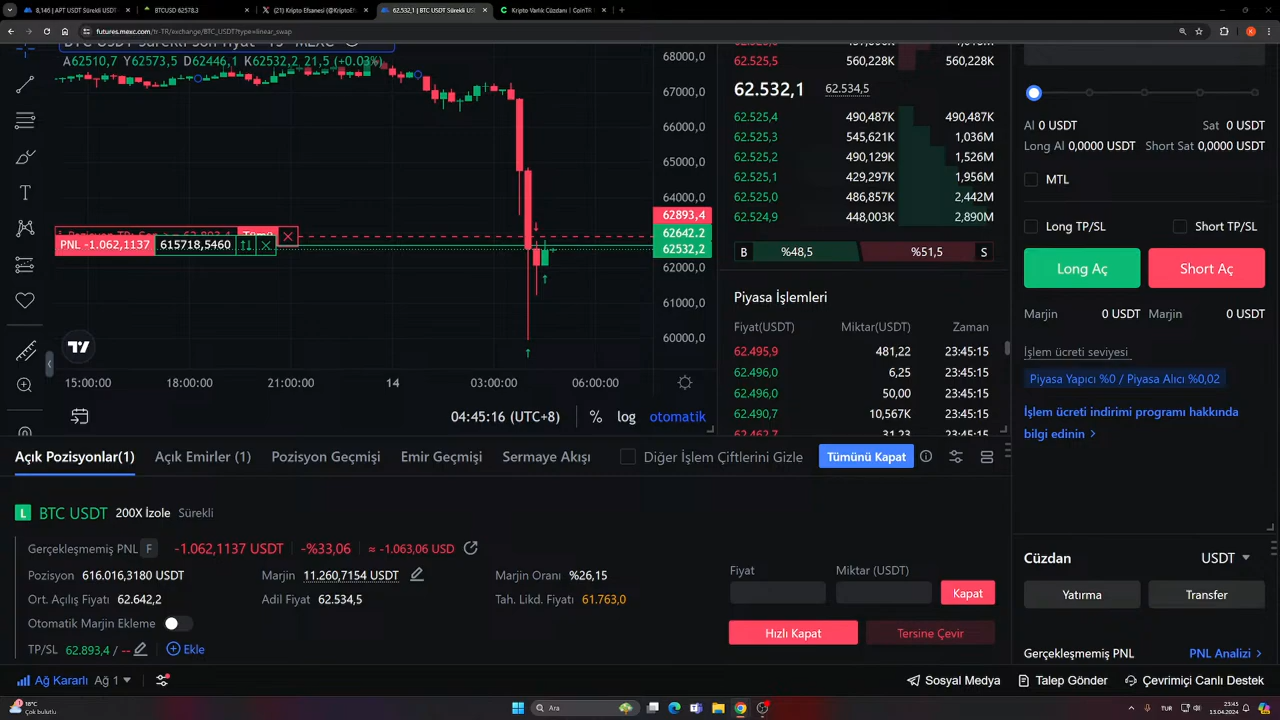 8,146 | APT USDT Sürekli USDT
BTCUSD 62578.3
(21) Kripto Efsanesi (@KriptoEf
62.532,1 | BTC USDT Sürekli USD
Kripto Varlık Cüzdanı | CoinTR
futures.mexc.com/tr-TR/exchange/BTC_USDT?type=linear_swap
A62510,7 Y62573,5 D62446,1 K62532,2 21,5 (+0.03%)
68000,0
67000,0
66000,0
65000,0
64000,0
62893,4
62642.2
62532,2
62000,0
61000,0
60000,0
PNL -1.062,1137 615718,5460
15:00:00 18:00:00 21:00:00 14 03:00:00 06:00:00
04:45:16 (UTC+8) % log otomatik
62.525,5 560,228K 560,228K
62.532,1 62.534,5
62.525,4 490,487K 490,487K
62.525,3 545,621K 1,036M
62.525,2 490,129K 1,526M
62.525,1 429,297K 1,956M
62.525,0 486,857K 2,442M
62.524,9 448,003K 2,890M
B %48,5 %51,5 S
Piyasa İşlemleri
Fiyat(USDT) Miktar(USDT) Zaman
62.495,9 481,22 23:45:15
62.496,0 6,25 23:45:15
62.496,0 50,00 23:45:15
62.490,7 10,567K 23:45:15
62.462,7 31,23 23:45:15
Al 0 USDT Sat 0 USDT
Long Al 0,0000 USDT Short Sat 0,0000 USDT
MTL
Long TP/SL Short TP/SL
Long Aç Short Aç
Marjin 0 USDT Marjin 0 USDT
İşlem ücreti seviyesi
Piyasa Yapıcı %0 / Piyasa Alıcı %0,02
İşlem ücreti indirimi programı hakkında
bilgi edinin >
Açık Pozisyonlar(1) Açık Emirler (1) Pozisyon Geçmişi Emir Geçmişi Sermaye Akışı Diğer İşlem Çiftlerini Gizle Tümünü Kapat
L BTC USDT 200X İzole Sürekli
Gerçekleşmemiş PNL F -1.062,1137 USDT -%33,06 ≈ -1.063,06 USD
Pozisyon 616.016,3180 USDT Marjin 11.260,7154 USDT Marjin Oranı %26,15
Ort. Açılış Fiyatı 62.642,2 Adil Fiyat 62.534,5 Tah. Likd. Fiyatı 61.763,0
Otomatik Marjin Ekleme
TP/SL 62.893,4 / -- Ekle
Fiyat Miktar (USDT)
Kapat
Hızlı Kapat Tersine Çevir
Cüzdan USDT
Yatırma Transfer
Gerçekleşmemiş PNL PNL Analizi >
Ağ Kararlı Ağ 1 Sosyal Medya Talep Gönder Çevrimiçi Canlı Destek
18°C
Çok bulutlu
Ara
TUR
23:45
13.04.2024